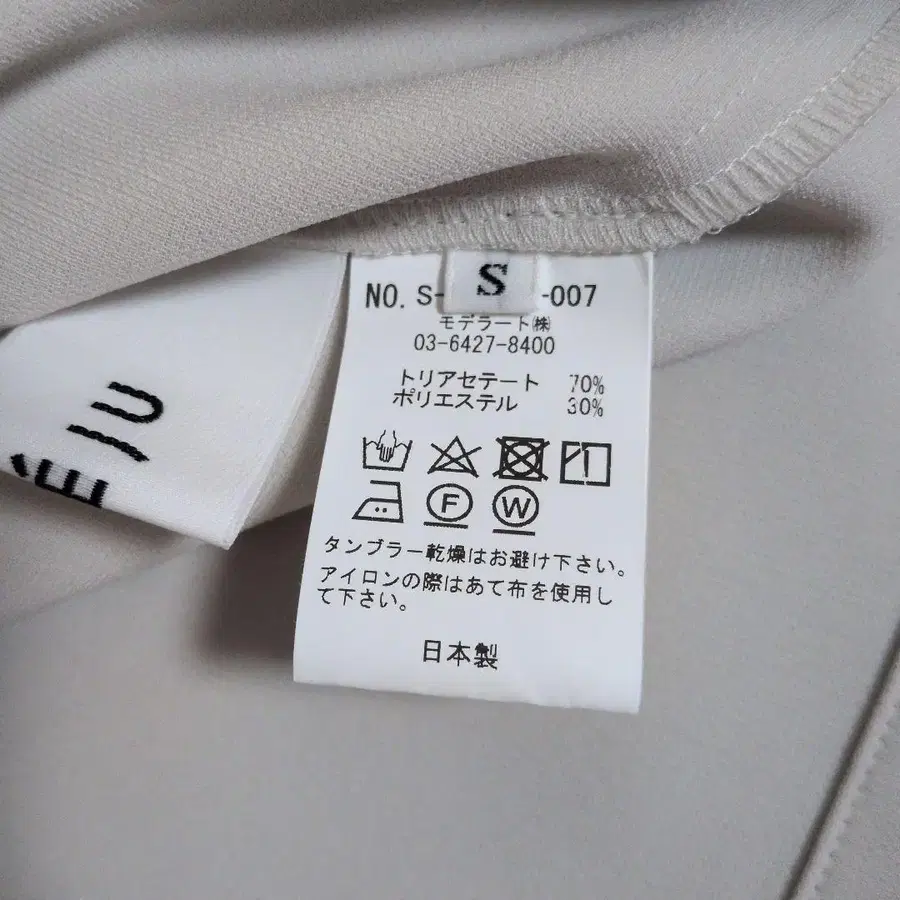 S
NO. S- -007
モデラート㈱
03-6427-8400
トリアセテート 70%
ポリエステル 30%
F W
タンブラー乾燥はお避け下さい。
アイロンの際はあて布を使用し
て下さい。
日本製